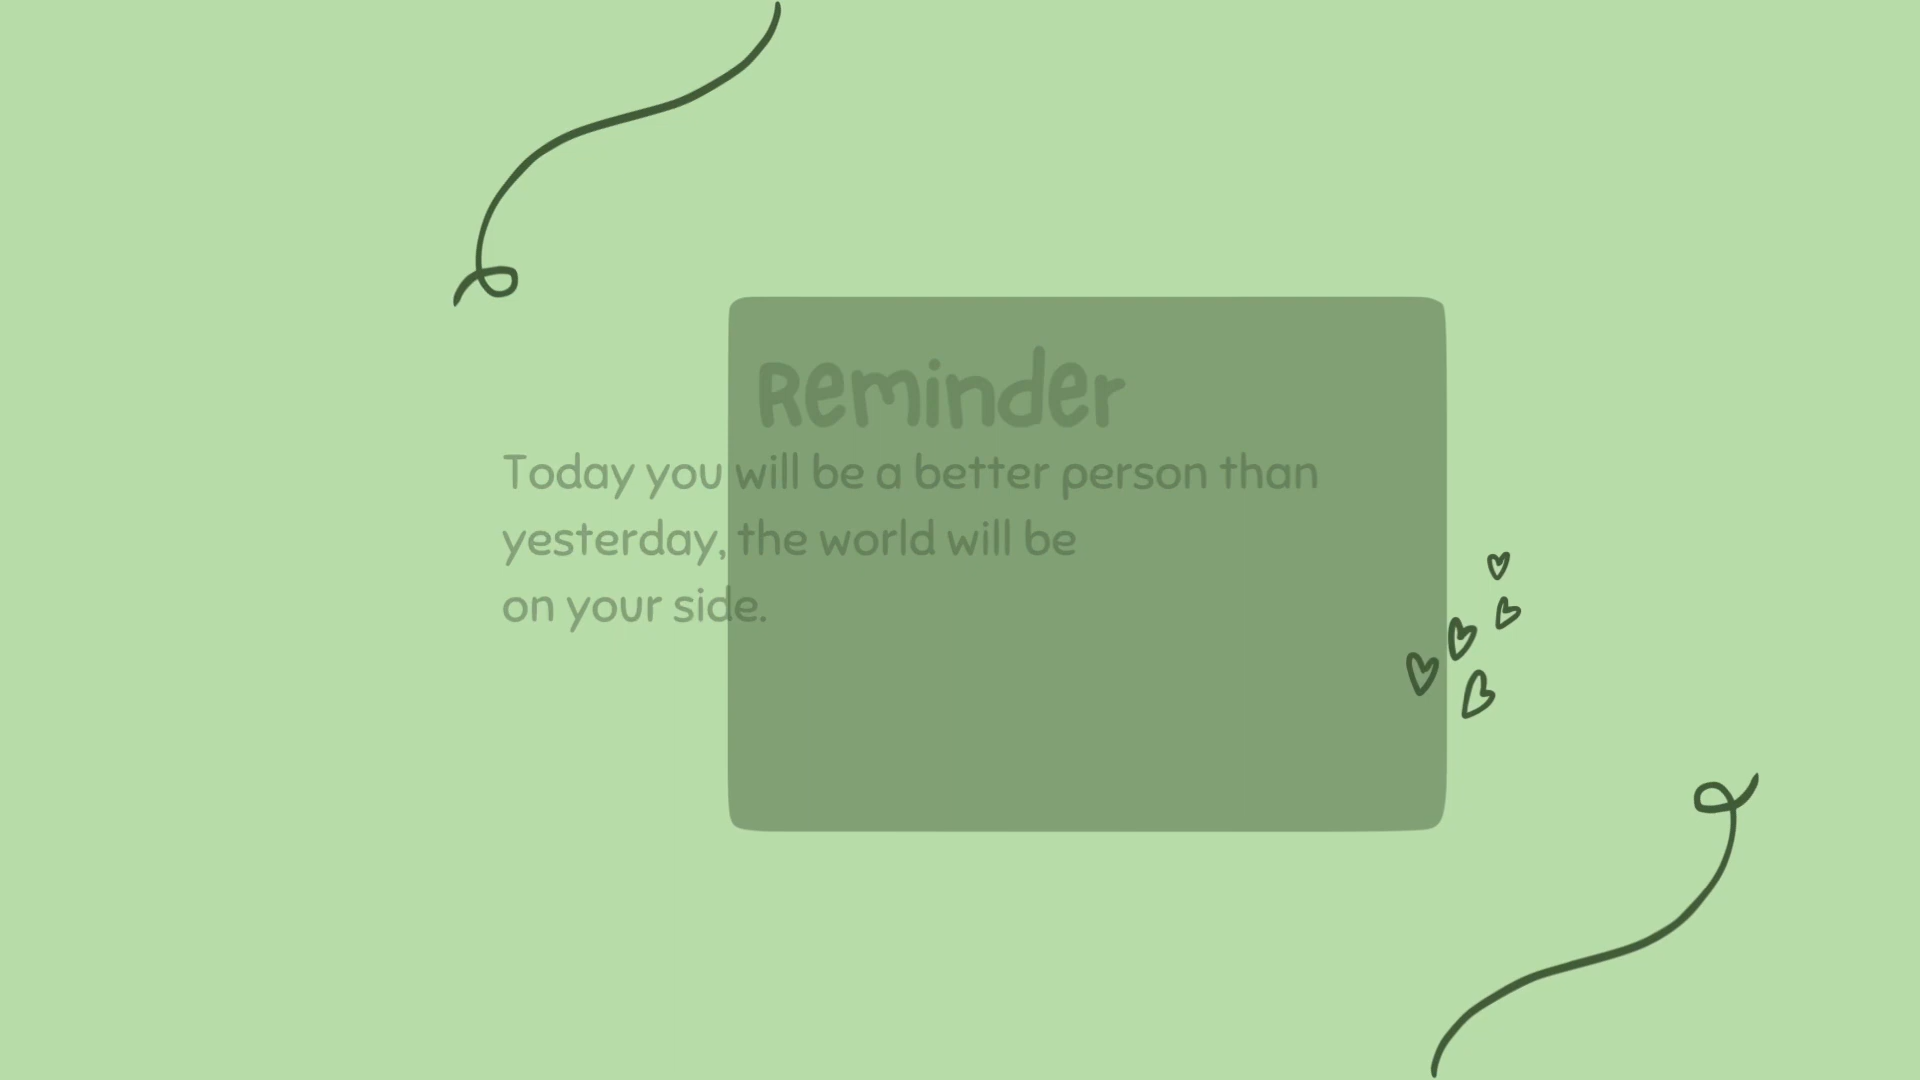 Reminder
Today you will be a better person than
yesterday, the world will be
on your side.